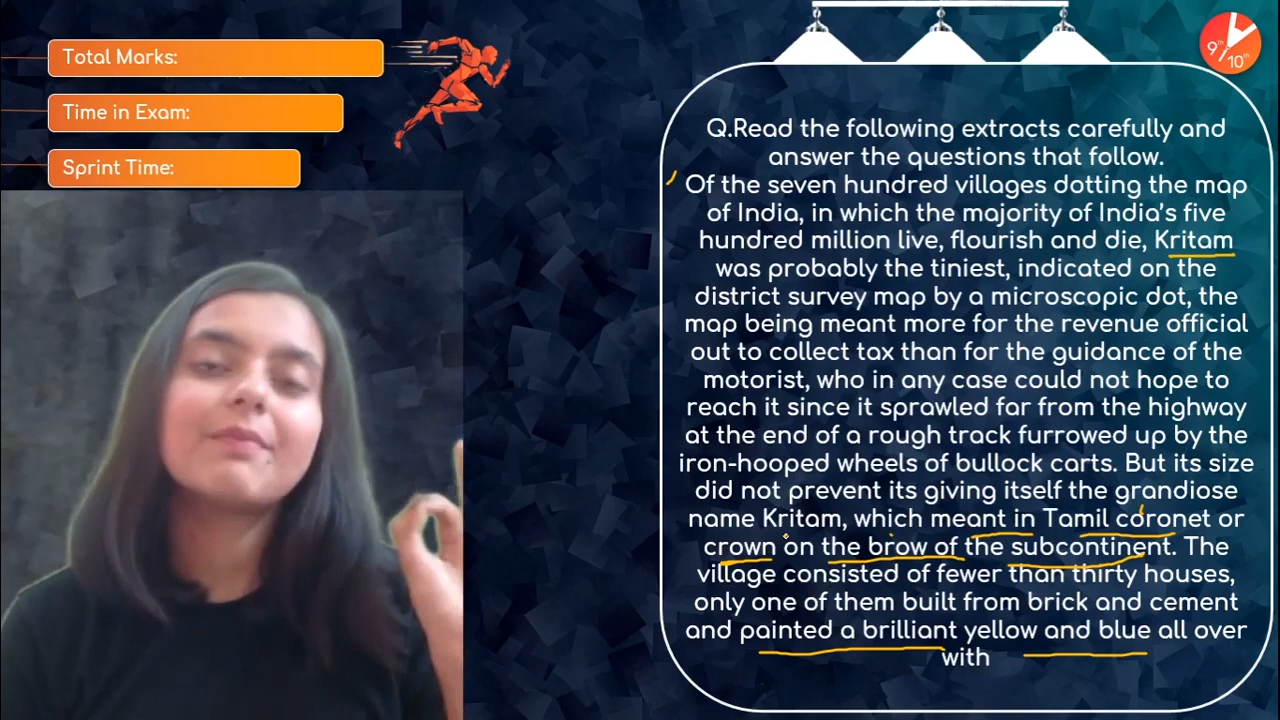 Total Marks:
Time in Exam:
Sprint Time:
9th
10th
Q.Read the following extracts carefully and
answer the questions that follow.
Of the seven hundred villages dotting the map
of India, in which the majority of India's five
hundred million live, flourish and die, Kritam
was probably the tiniest, indicated on the
district survey map by a microscopic dot, the
map being meant more for the revenue official
out to collect tax than for the guidance of the
motorist, who in any case could not hope to
reach it since it sprawled far from the highway
at the end of a rough track furrowed up by the
iron-hooped wheels of bullock carts. But its size
did not prevent its giving itself the grandiose
name Kritam, which meant in Tamil coronet or
crown on the brow of the subcontinent. The
village consisted of fewer than thirty houses,
only one of them built from brick and cement
and painted a brilliant yellow and blue all over
with